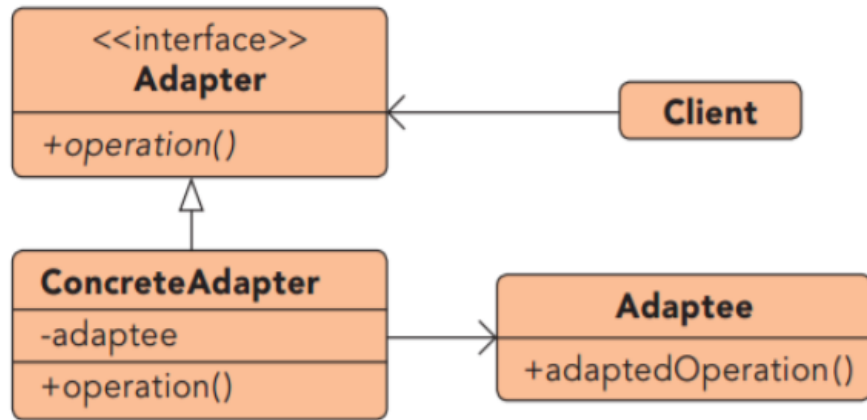 <<interface>>
Adapter
+operation()
Client
ConcreteAdapter
-adaptee
+operation()
Adaptee
+adaptedOperation()